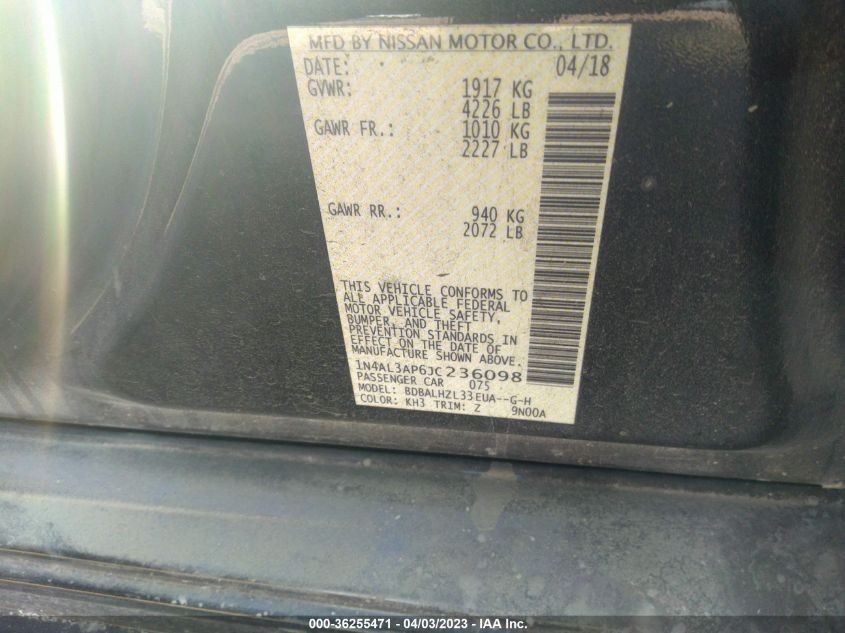 MFD BY NISSAN MOTOR CO., LTD.
DATE: 04/18
GVWR: 1917 KG
4226 LB
GAWR FR.: 1010 KG
2227 LB
GAWR RR.: 940 KG
2072 LB
THIS VEHICLE CONFORMS TO
ALL APPLICABLE FEDERAL
MOTOR VEHICLE SAFETY,
BUMPER, AND THEFT
PREVENTION STANDARDS IN
EFFECT ON THE DATE OF
MANUFACTURE SHOWN ABOVE.
1N4AL3AP6JC236098
PASSENGER CAR 075
MODEL: BDBALHZL33EUA--G-H
COLOR: KH3 TRIM: Z 9N00A
000-36255471 - 04/03/2023 - IAA Inc.